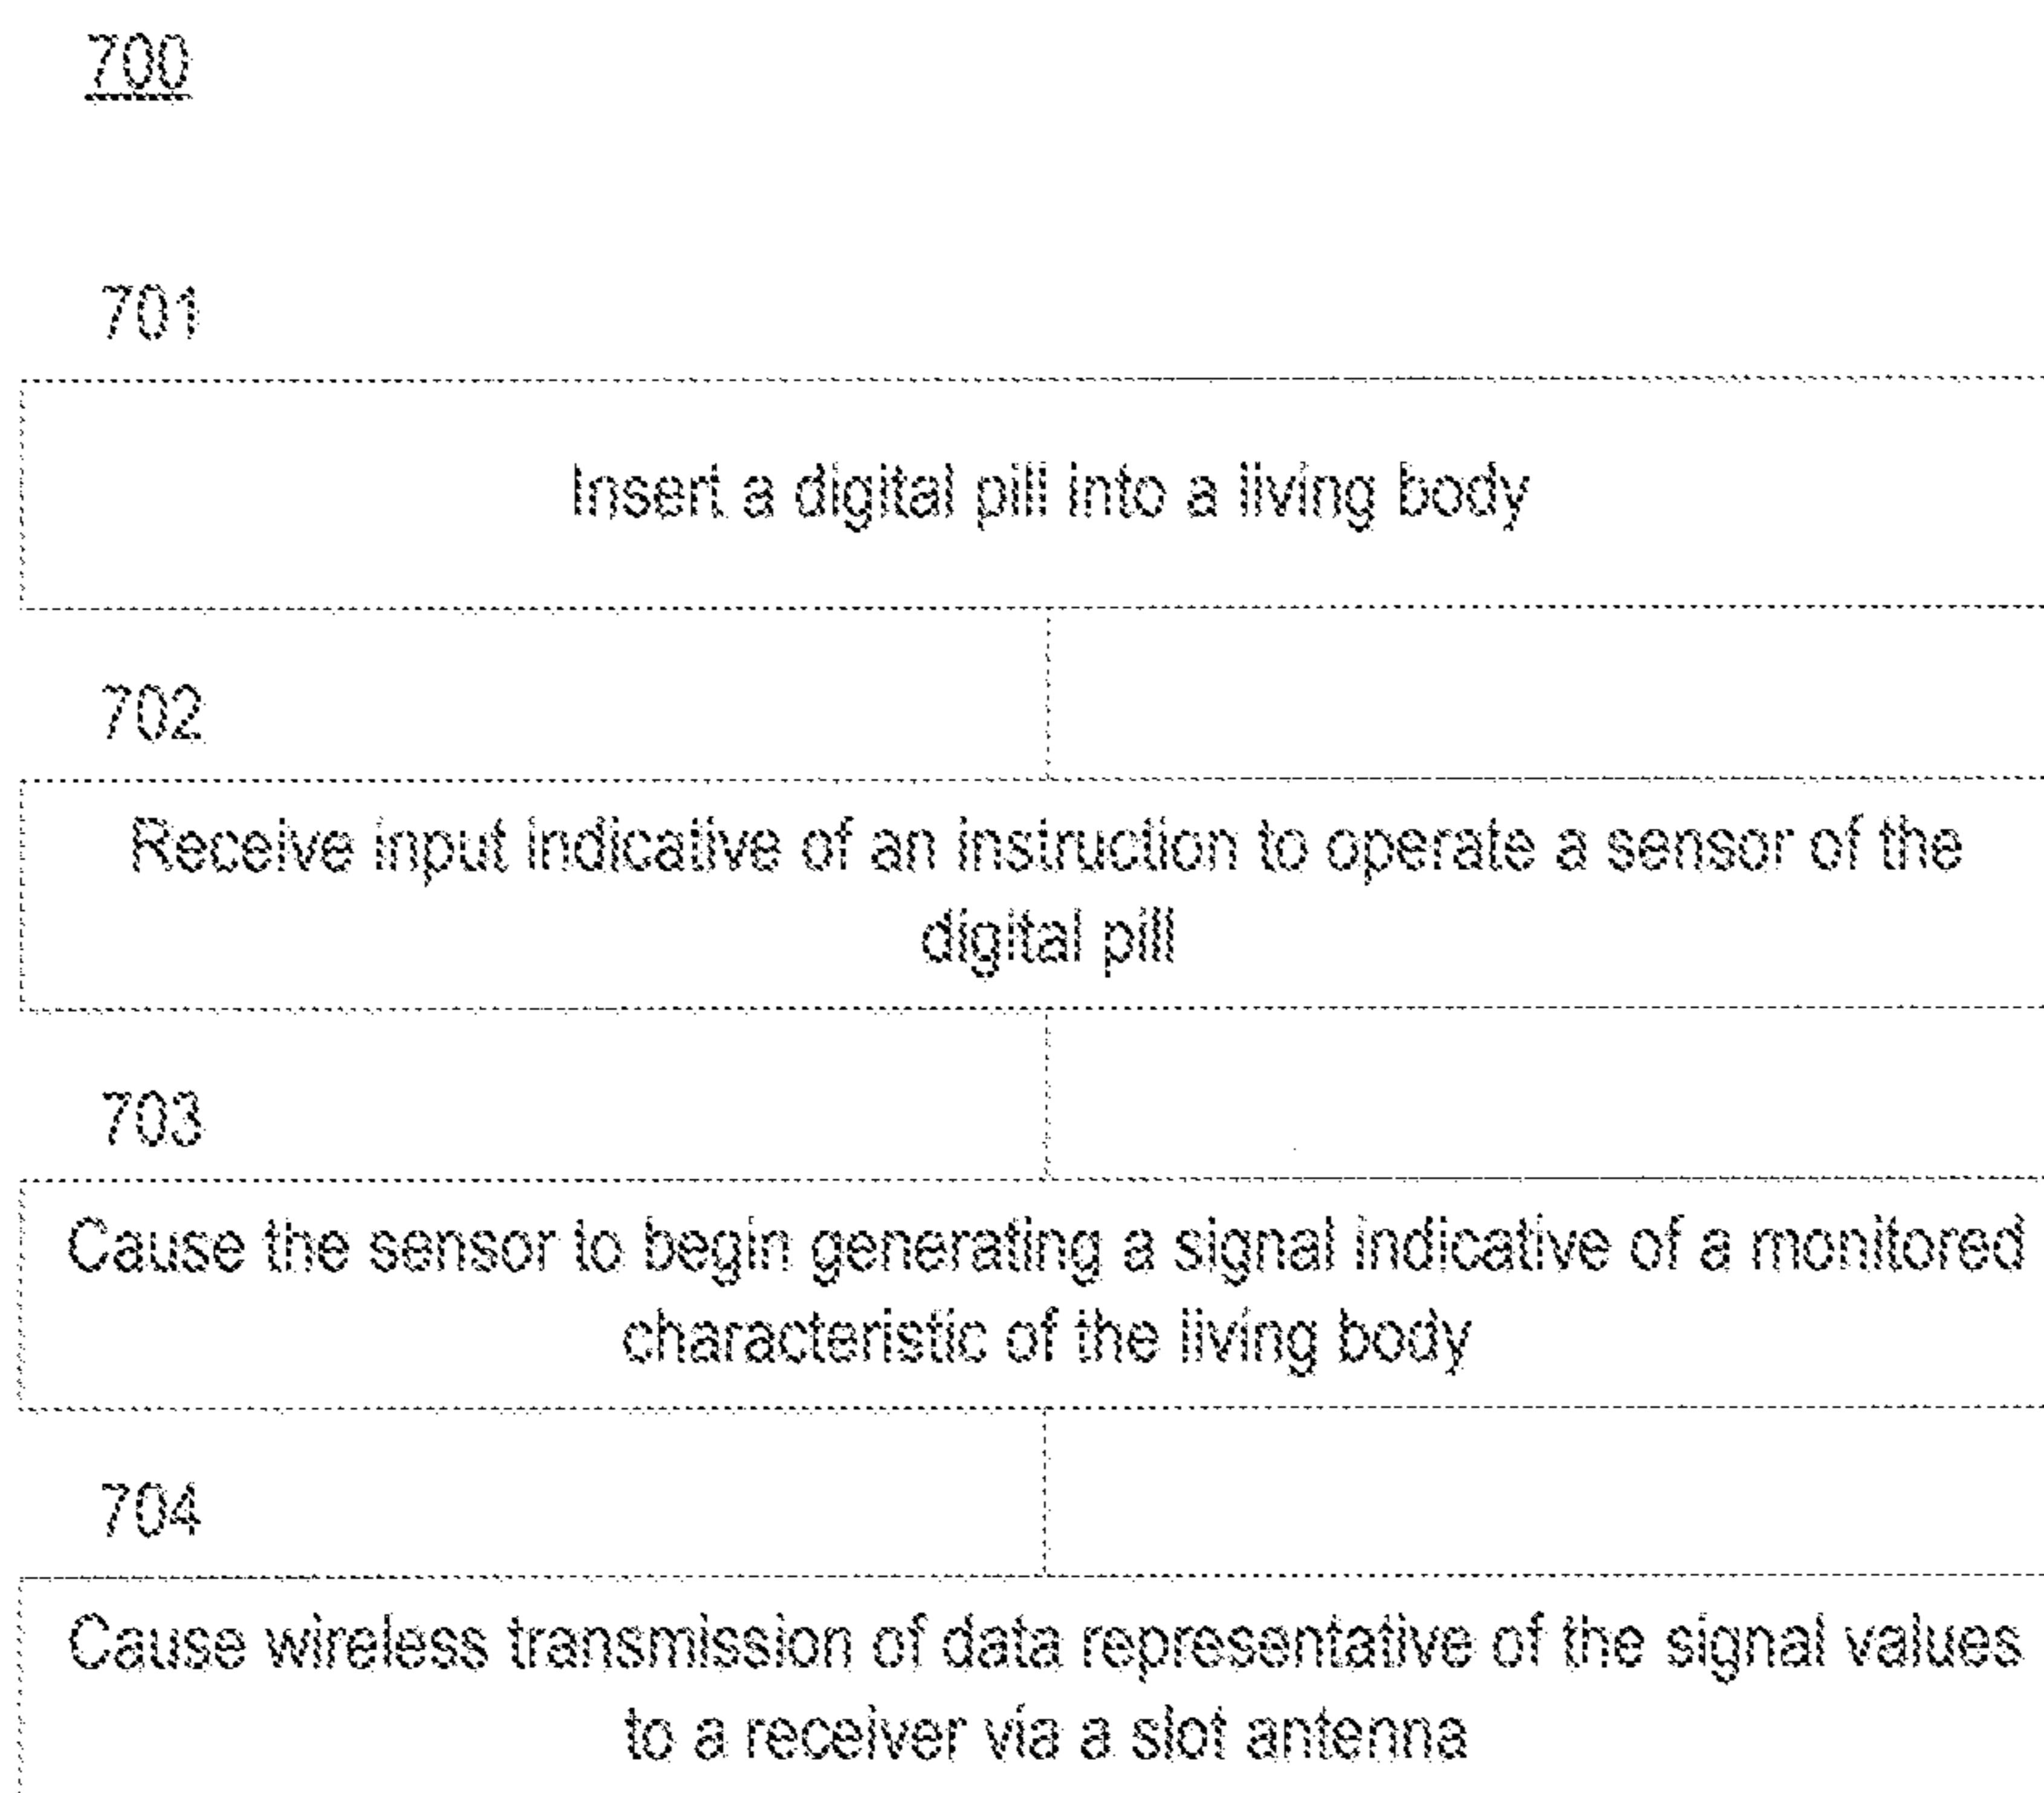 700
701
Insert a digital pill into a living body
702
Receive input indicative of an instruction to operate a sensor of the
digital pill
703
Cause the sensor to begin generating a signal indicative of a monitored
characteristic of the living body
704
Cause wireless transmission of data representative of the signal values
to a receiver via a slot antenna